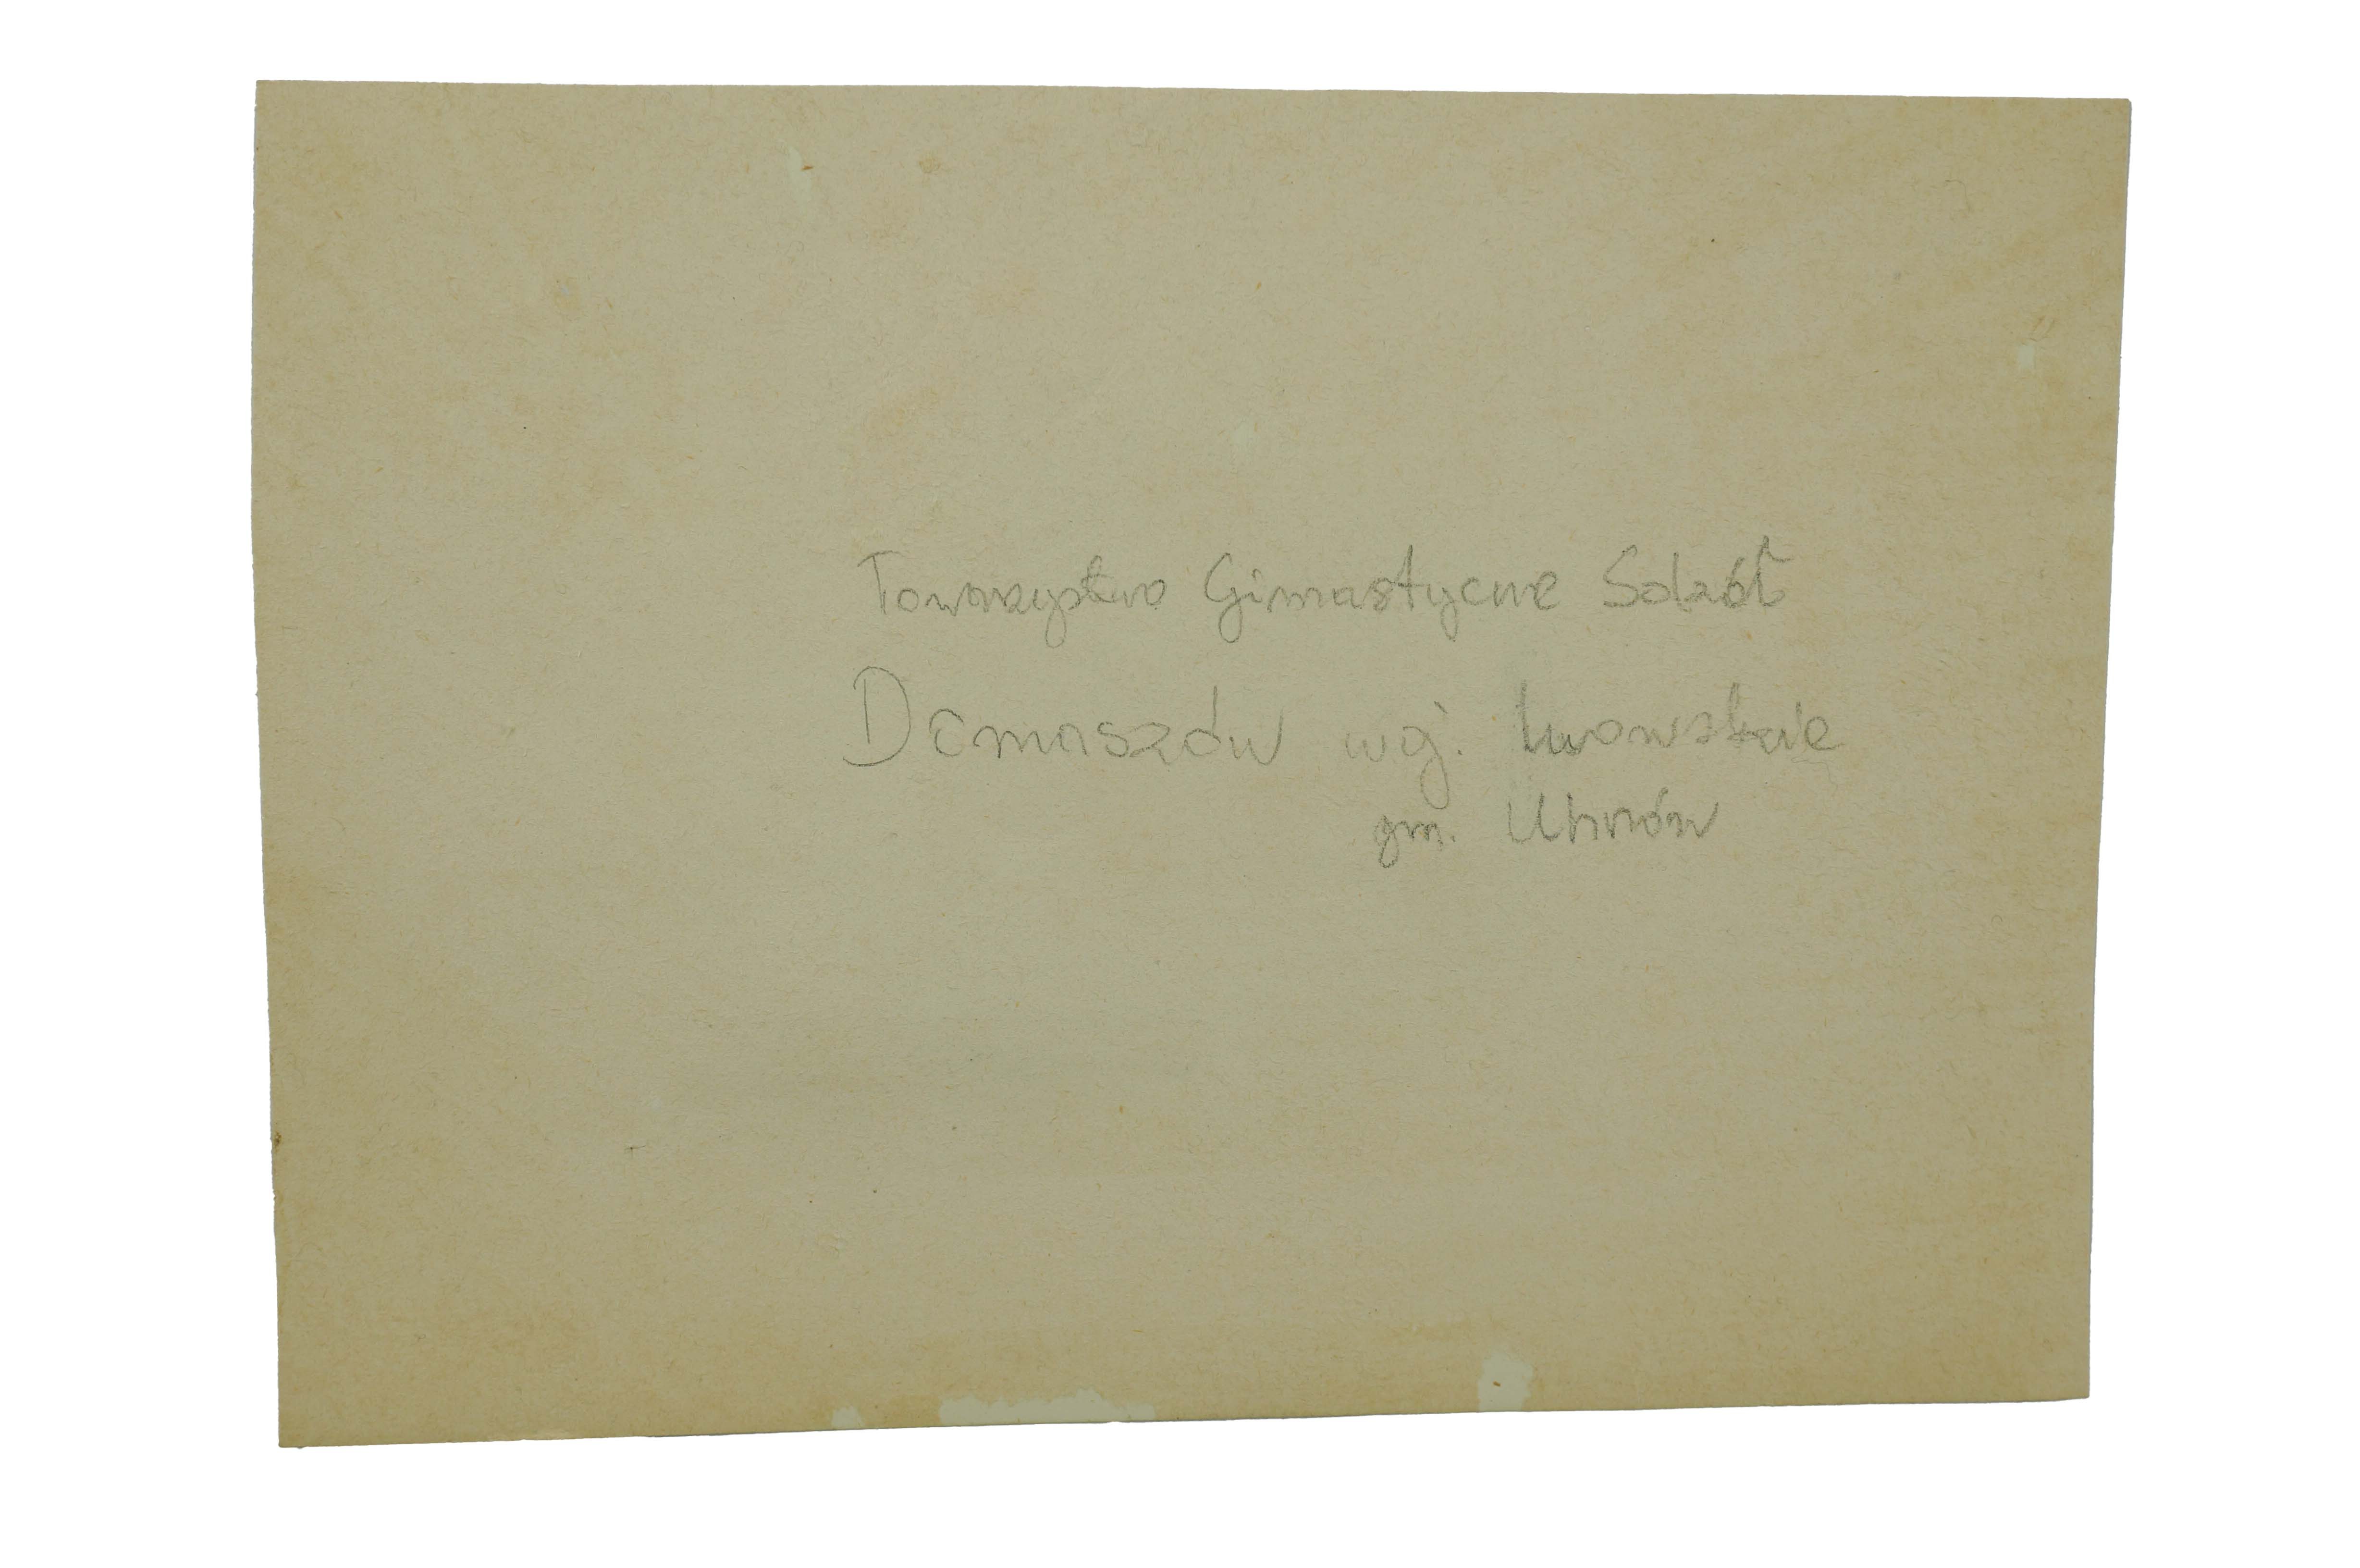 Towarzystwo Gimnastyczne Sokół
Domaszów woj. lwowskie
gm. Uhnów